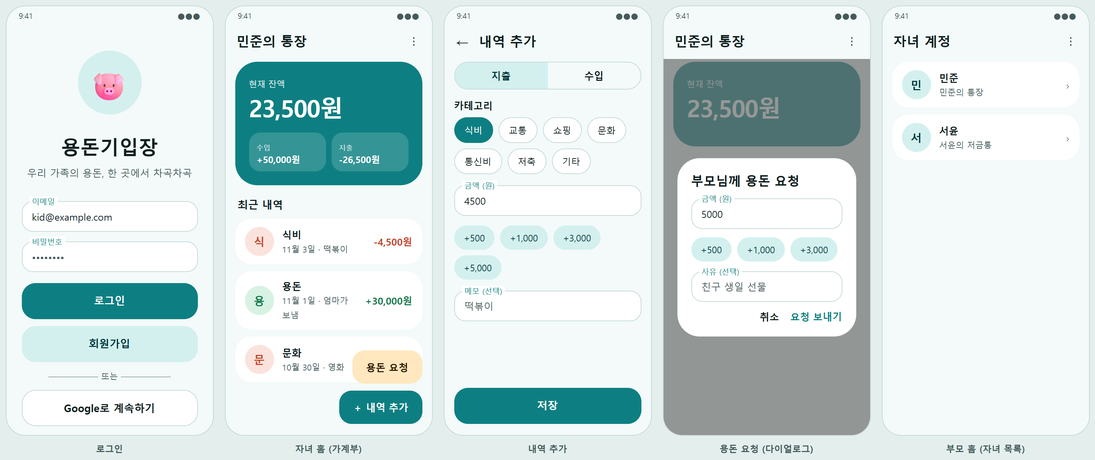 9:41
용돈기입장
우리 가족의 용돈, 한 곳에서 차곡차곡
이메일
kid@example.com
비밀번호
••••••••
로그인
회원가입
또는
Google로 계속하기
로그인
9:41
민준의 통장
현재 잔액
23,500원
수입
+50,000원
지출
-26,500원
최근 내역
식
식비
11월 3일 · 떡볶이
-4,500원
용
용돈
11월 1일 · 엄마가
보냄
+30,000원
문
문화
10월 30일 · 영화
용돈 요청
+ 내역 추가
자녀 홈 (가계부)
9:41
← 내역 추가
지출
수입
카테고리
식비
교통
쇼핑
문화
통신비
저축
기타
금액 (원)
4500
+500
+1,000
+3,000
+5,000
메모 (선택)
떡볶이
저장
내역 추가
9:41
민준의 통장
현재 잔액
23,500원
부모님께 용돈 요청
금액 (원)
5000
+500
+1,000
+3,000
사유 (선택)
친구 생일 선물
취소
요청 보내기
용돈 요청 (다이얼로그)
9:41
자녀 계정
민
민준
민준의 통장
서
서윤
서윤의 저금통
부모 홈 (자녀 목록)